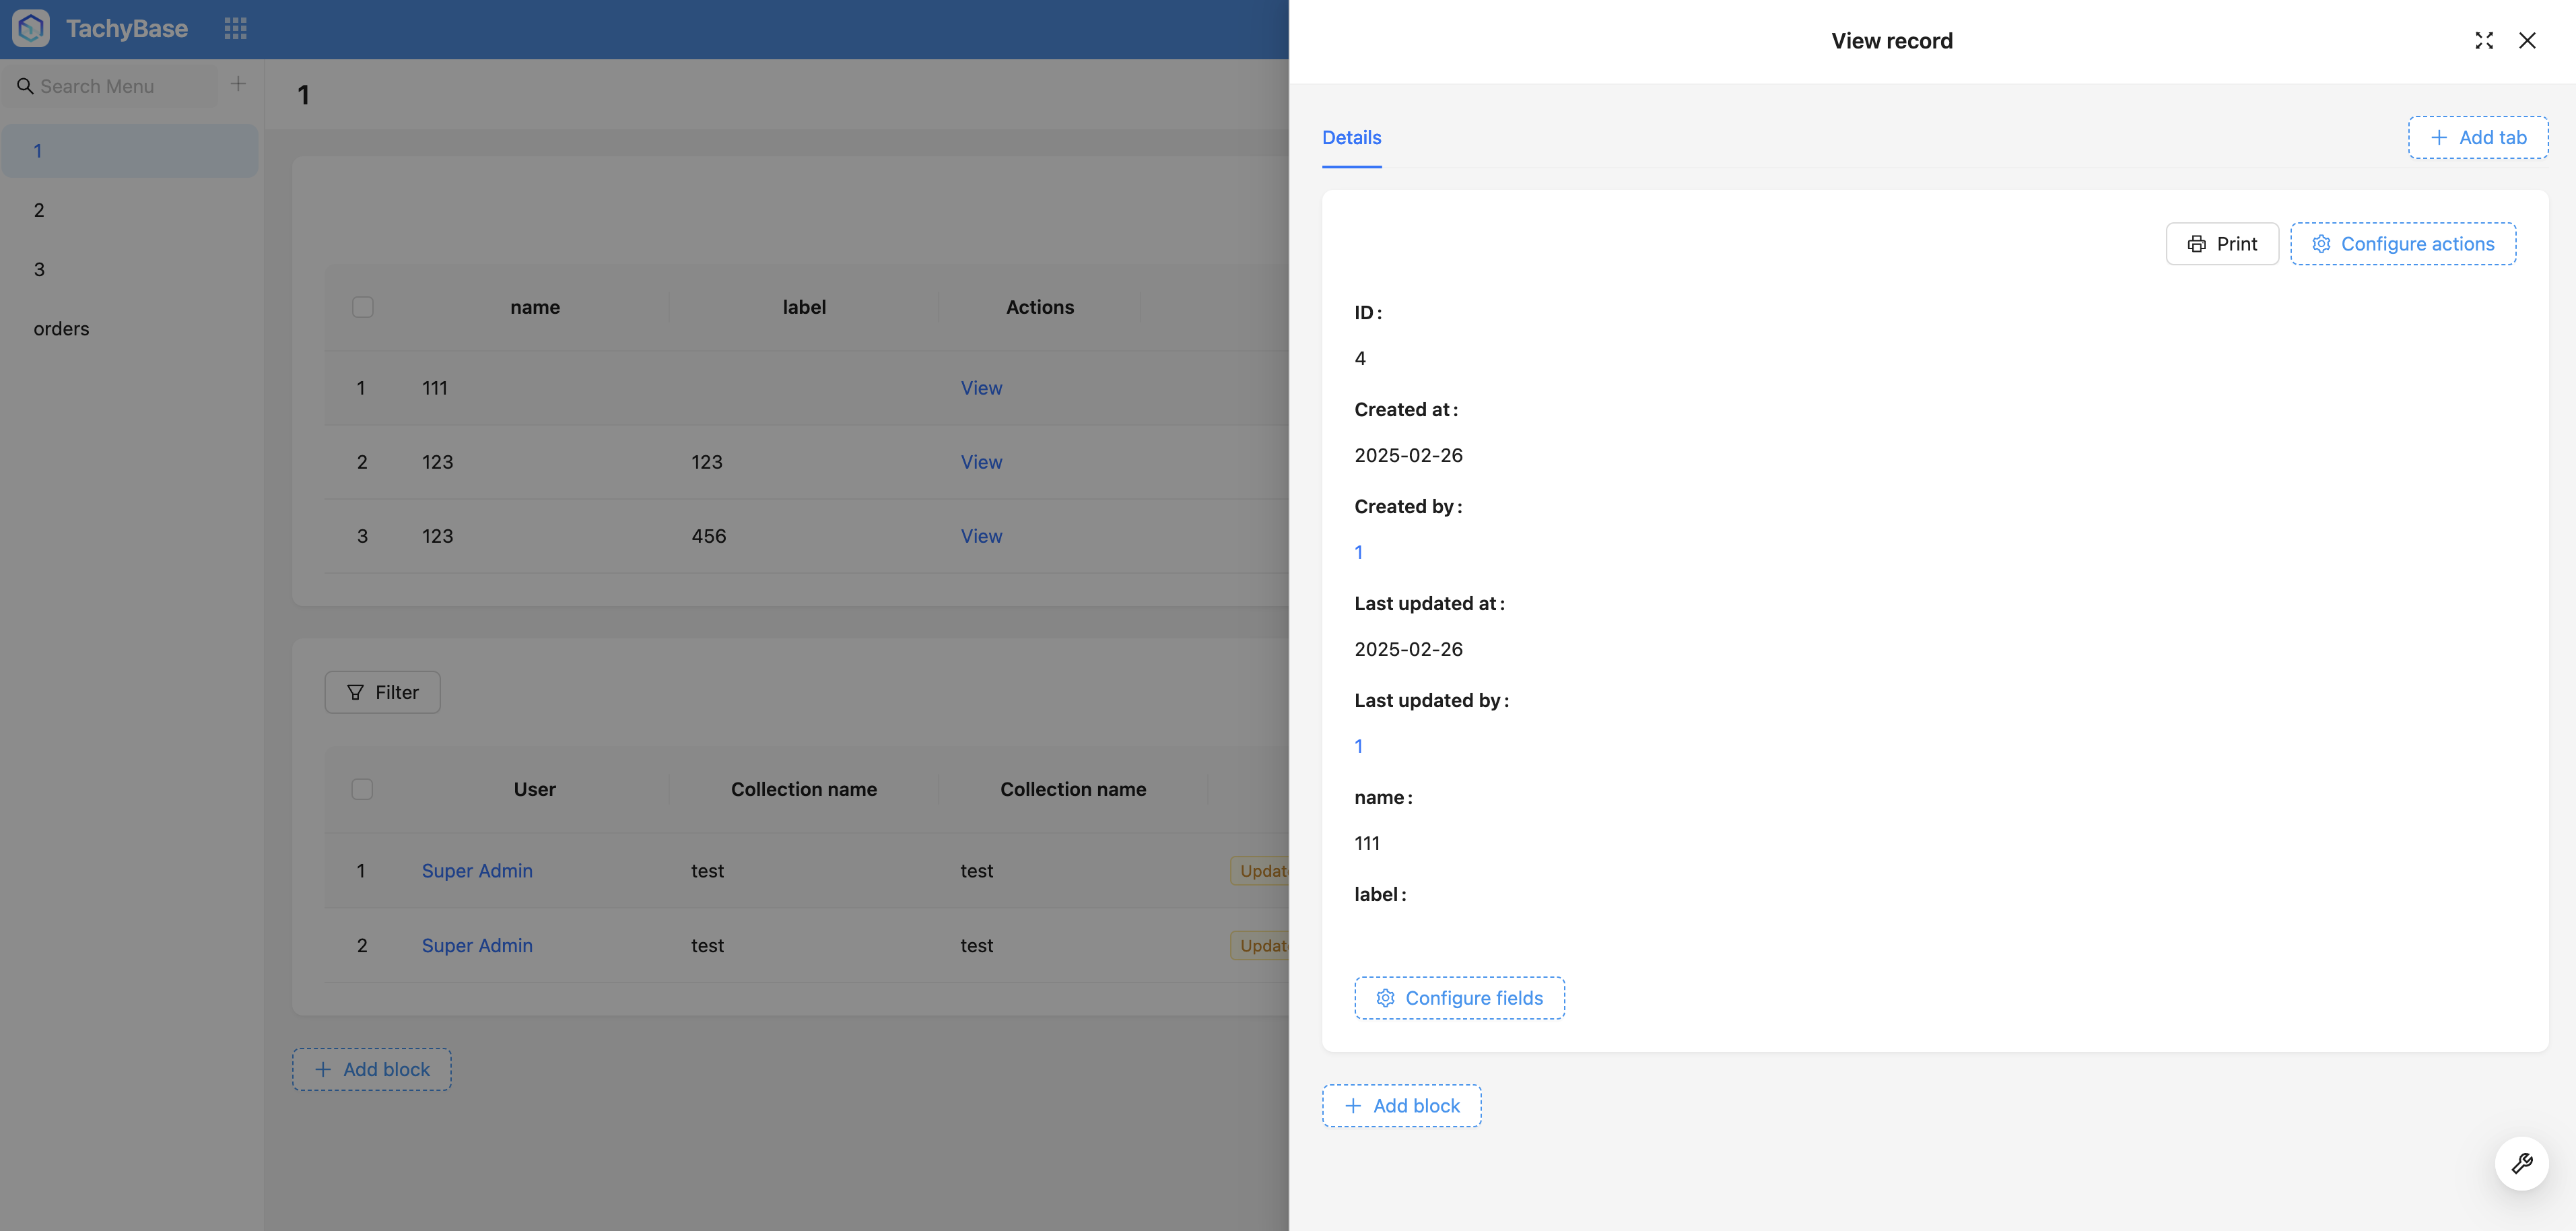 TachyBase
Search Menu
1
2
3
orders
1
name label Actions
1 111 View
2 123 123 View
3 123 456 View
Filter
User Collection name Collection name
1 Super Admin test test Updat
2 Super Admin test test Updat
Add block
View record
Details
Add tab
Print
Configure actions
ID :
4
Created at :
2025-02-26
Created by :
1
Last updated at :
2025-02-26
Last updated by :
1
name :
111
label :
Configure fields
Add block